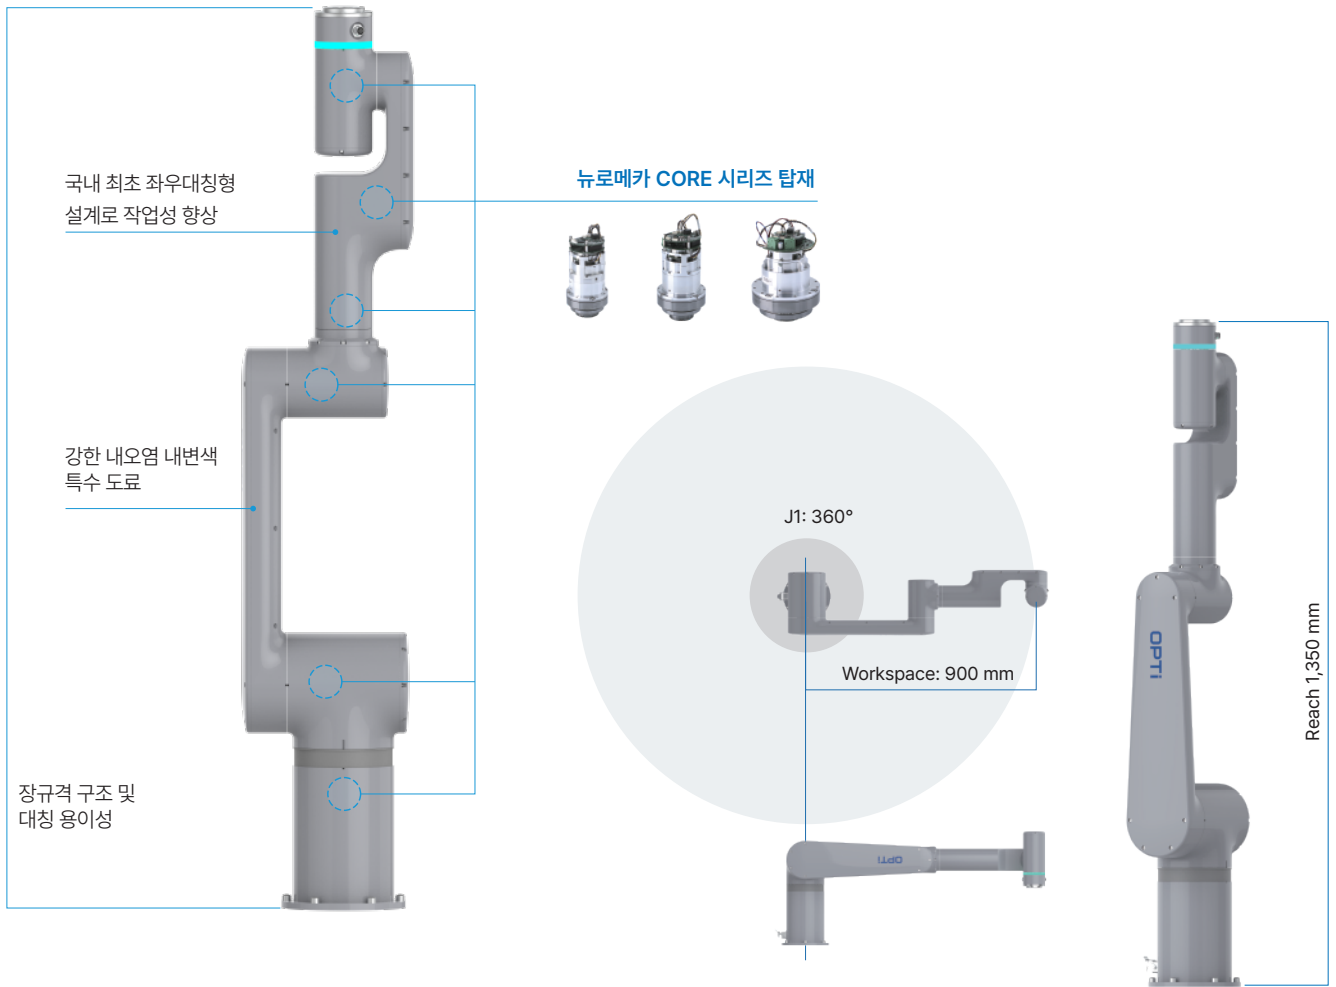 국내 최초 좌우대칭형
설계로 작업성 향상
뉴로메카 CORE 시리즈 탑재
강한 내오염 내변색
특수 도료
장규격 구조 및
대칭 용이성
J1: 360°
Workspace: 900 mm
OPTi
OPTi
Reach 1,350 mm